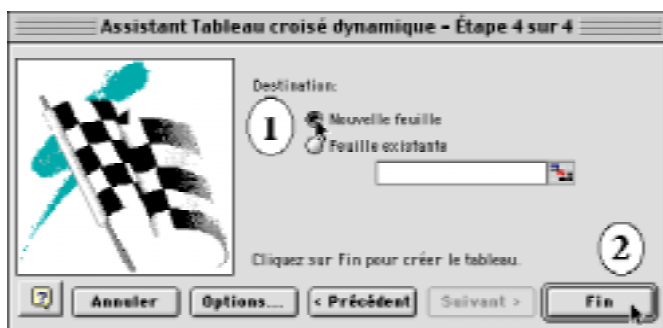 Assistant Tableau croisé dynamique - Étape 4 sur 4
Destination:
1
Nouvelle feuille
Feuille existante
Cliquez sur Fin pour créer le tableau.
2
?
Annuler
Options...
< Précédent
Suivant >
Fin